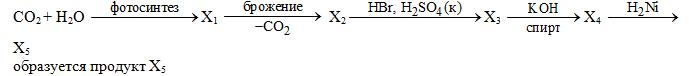 CO₂ + H₂O —фотосинтез→ X₁ —брожение / –CO₂→ X₂ —HBr, H₂SO₄(к)→ X₃ —KOH / спирт→ X₄ —H₂Ni→
X₅
образуется продукт X₅